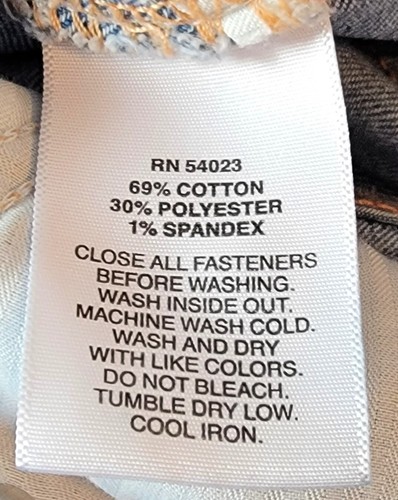 RN 54023
69% COTTON
30% POLYESTER
1% SPANDEX
CLOSE ALL FASTENERS
BEFORE WASHING.
WASH INSIDE OUT.
MACHINE WASH COLD.
WASH AND DRY
WITH LIKE COLORS.
DO NOT BLEACH.
TUMBLE DRY LOW.
COOL IRON.